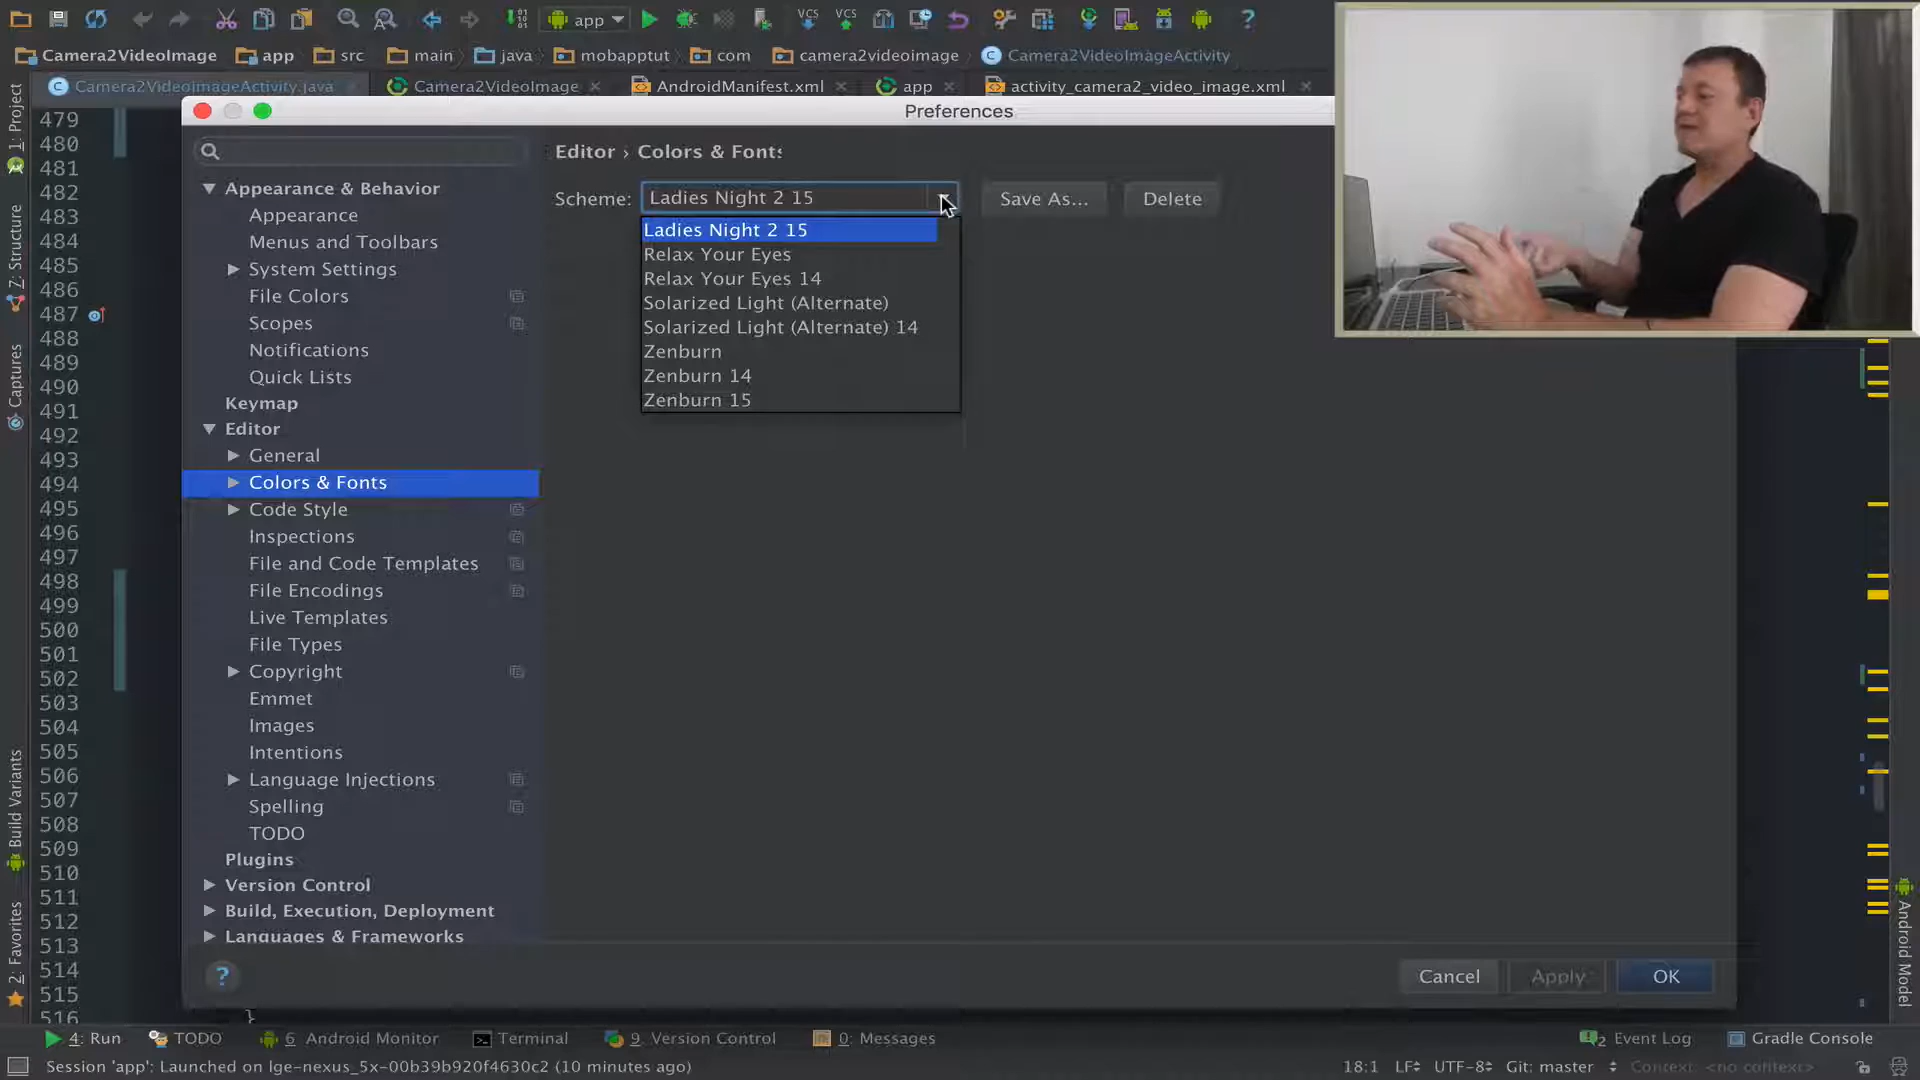 app
Camera2VideoImage
app
src
main
java
mobapptut
com
camera2videoimage
Camera2VideoImageActivity
Camera2VideoImageActivity.java
Camera2VideoImage
AndroidManifest.xml
app
activity_camera2_video_image.xml
Preferences
Editor › Colors & Fonts
Scheme:
Ladies Night 2 15
Save As...
Delete
Ladies Night 2 15
Relax Your Eyes
Relax Your Eyes 14
Solarized Light (Alternate)
Solarized Light (Alternate) 14
Zenburn
Zenburn 14
Zenburn 15
Appearance & Behavior
Appearance
Menus and Toolbars
System Settings
File Colors
Scopes
Notifications
Quick Lists
Keymap
Editor
General
Colors & Fonts
Code Style
Inspections
File and Code Templates
File Encodings
Live Templates
File Types
Copyright
Emmet
Images
Intentions
Language Injections
Spelling
TODO
Plugins
Version Control
Build, Execution, Deployment
Languages & Frameworks
?
Cancel
Apply
OK
1: Project
7: Structure
Captures
Build Variants
2: Favorites
Android Model
479
480
481
482
483
484
485
486
487
488
489
490
491
492
493
494
495
496
497
498
499
500
501
502
503
504
505
506
507
508
509
510
511
512
513
514
515
516
}
4: Run
TODO
6 Android Monitor
Terminal
9 Version Control
0: Messages
2 Event Log
Gradle Console
Session 'app': Launched on lge-nexus_5x-00b39b920f4630c2 (10 minutes ago)
18:1
LF
UTF-8
Git: master
Context: <no context>
VCS
VCS
?